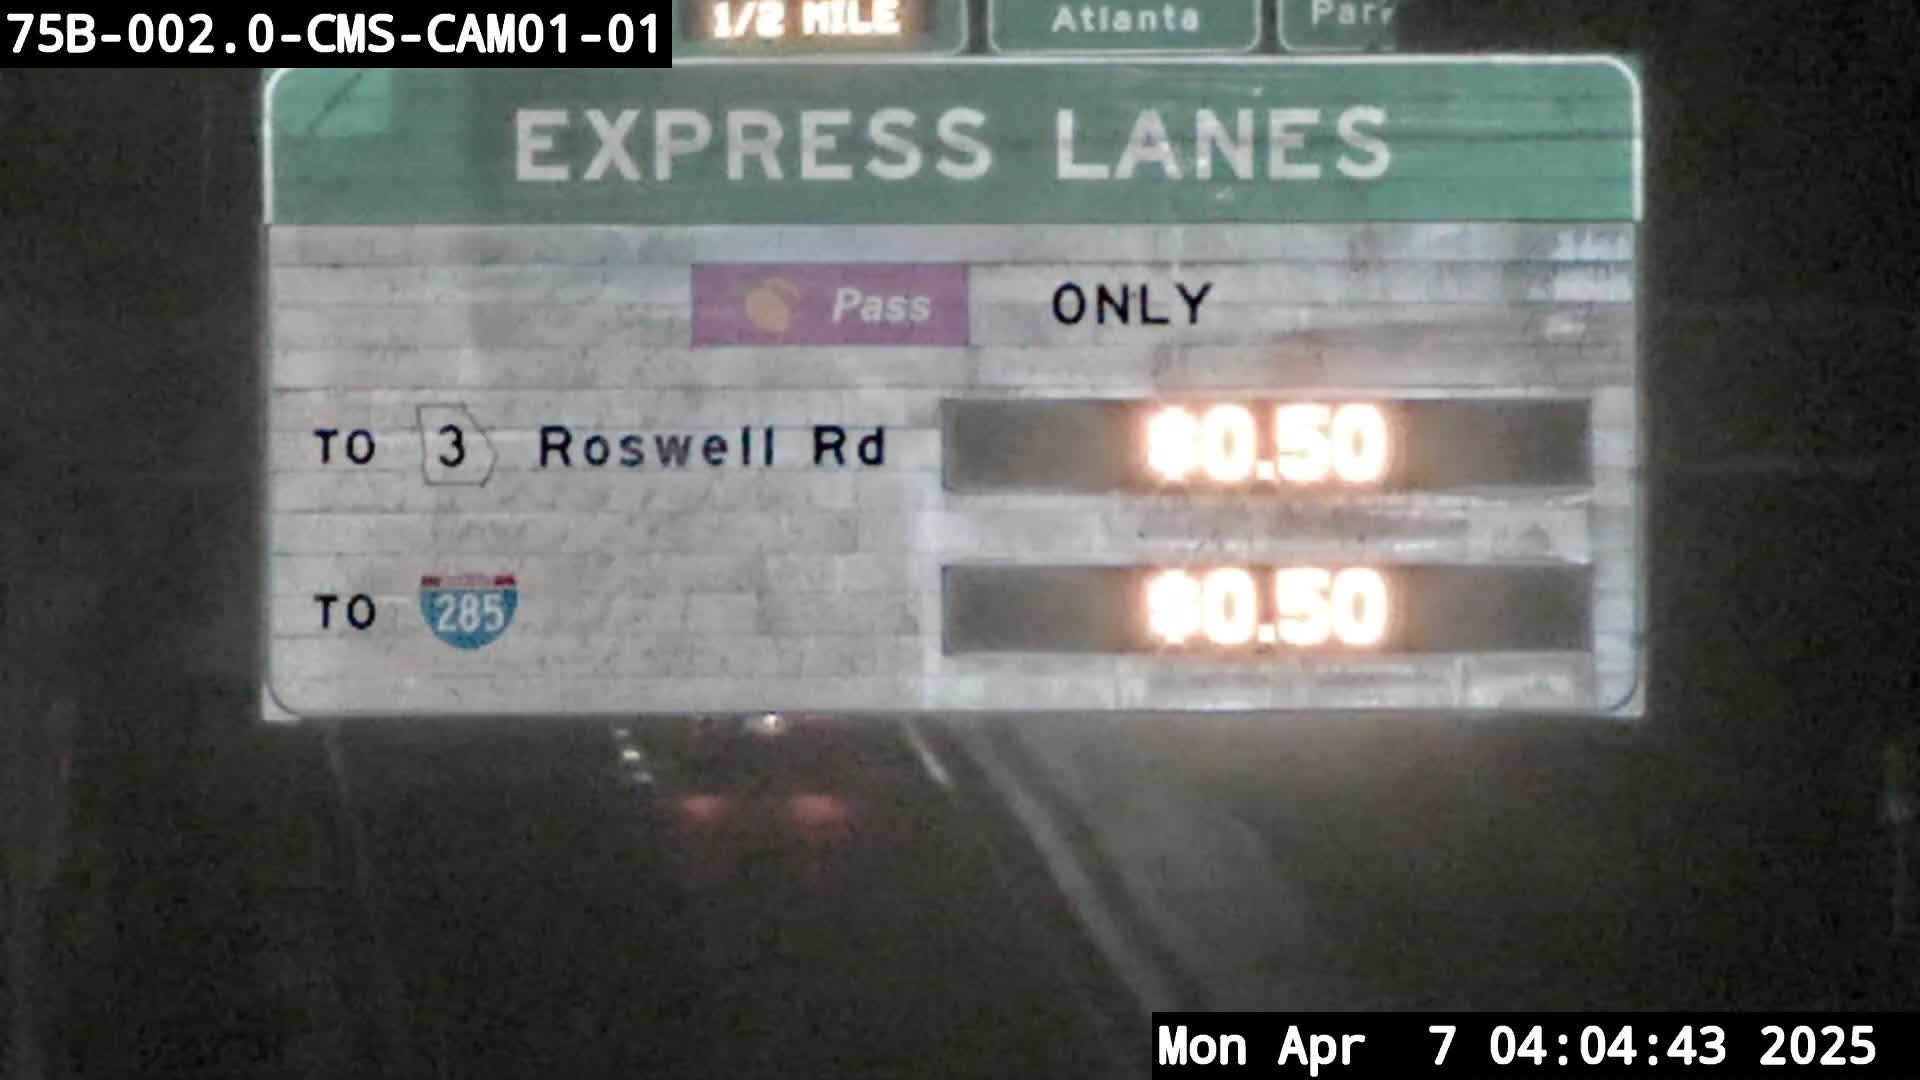 75B-002.0-CMS-CAM01-01
1/2 MILE
Atlanta
EXPRESS LANES
Pass ONLY
TO 3 Roswell Rd $0.50
TO 285 $0.50
Mon Apr 7 04:04:43 2025